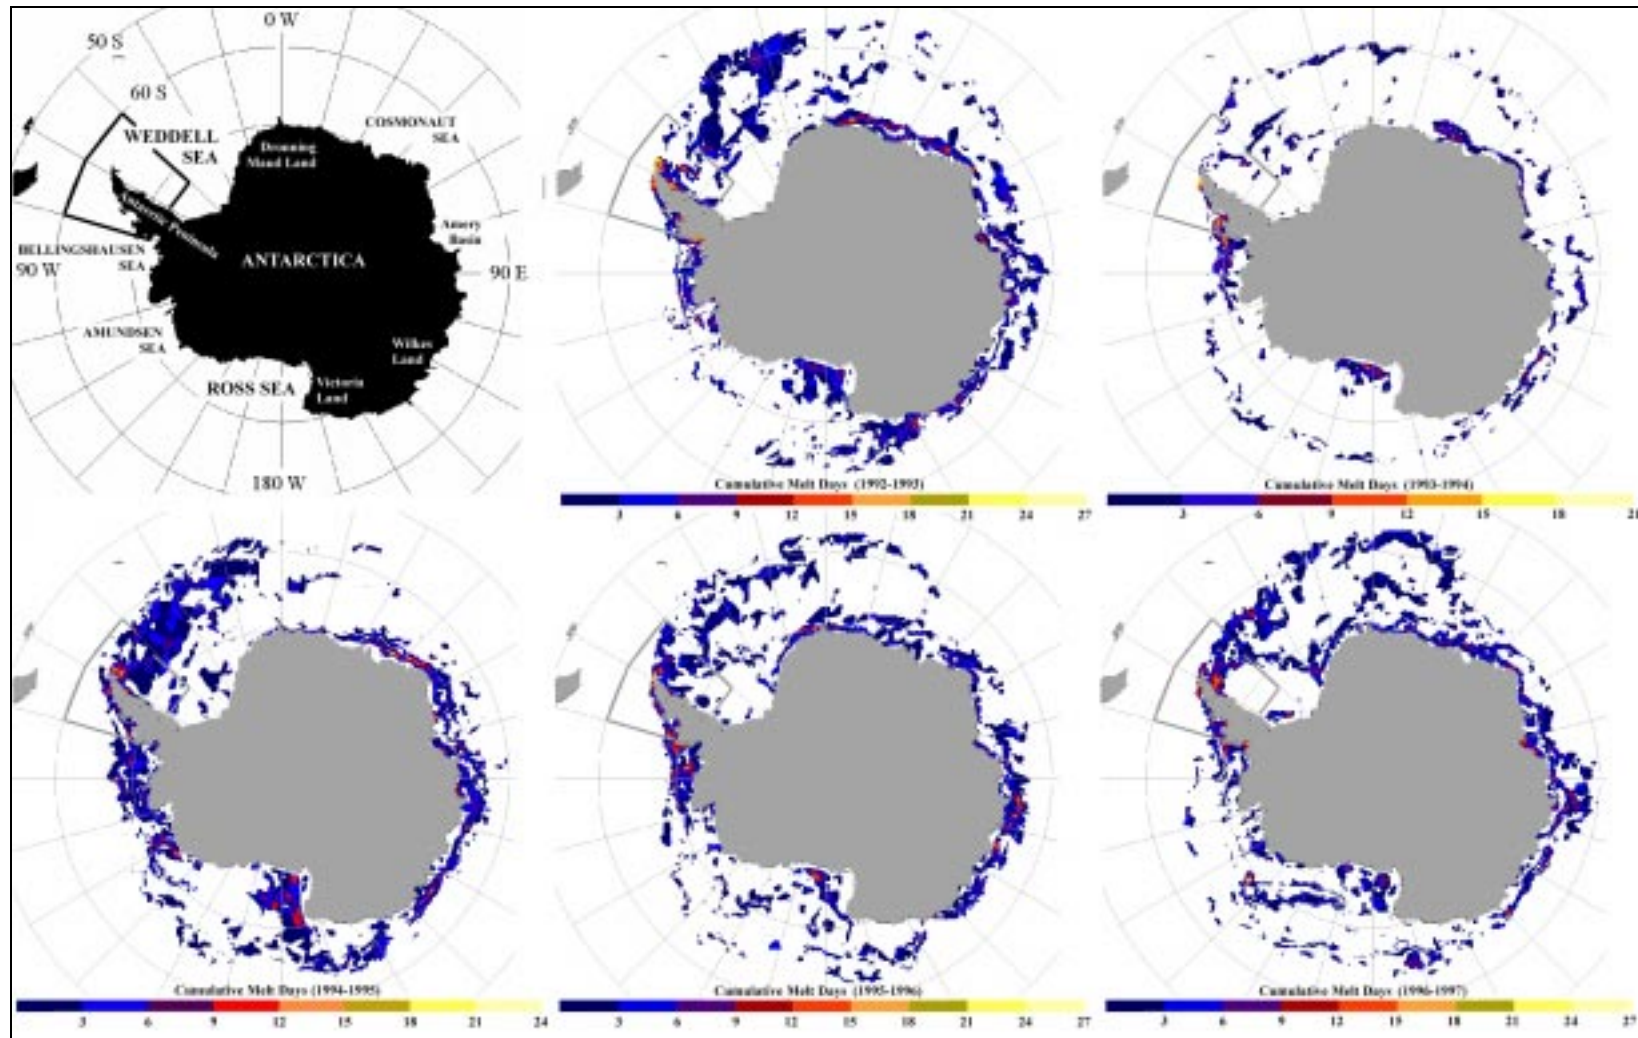 0 W
50 S
60 S
WEDDELL
SEA
COSMONAUT
SEA
Dronning
Maud Land
Antarctic Peninsula
Amery
Basin
BELLINGSHAUSEN
SEA
90 W
ANTARCTICA
90 E
AMUNDSEN
SEA
Wilkes
Land
ROSS SEA
Victoria
Land
180 W
Cumulative Melt Days (1992-1993)
3 6 9 12 15 18 21 24 27
Cumulative Melt Days (1993-1994)
3 6 9 12 15 18 21
Cumulative Melt Days (1994-1995)
3 6 9 12 15 18 21 24
Cumulative Melt Days (1995-1996)
3 6 9 12 15 18 21 24 27
Cumulative Melt Days (1996-1997)
3 6 9 12 15 18 21 24 27